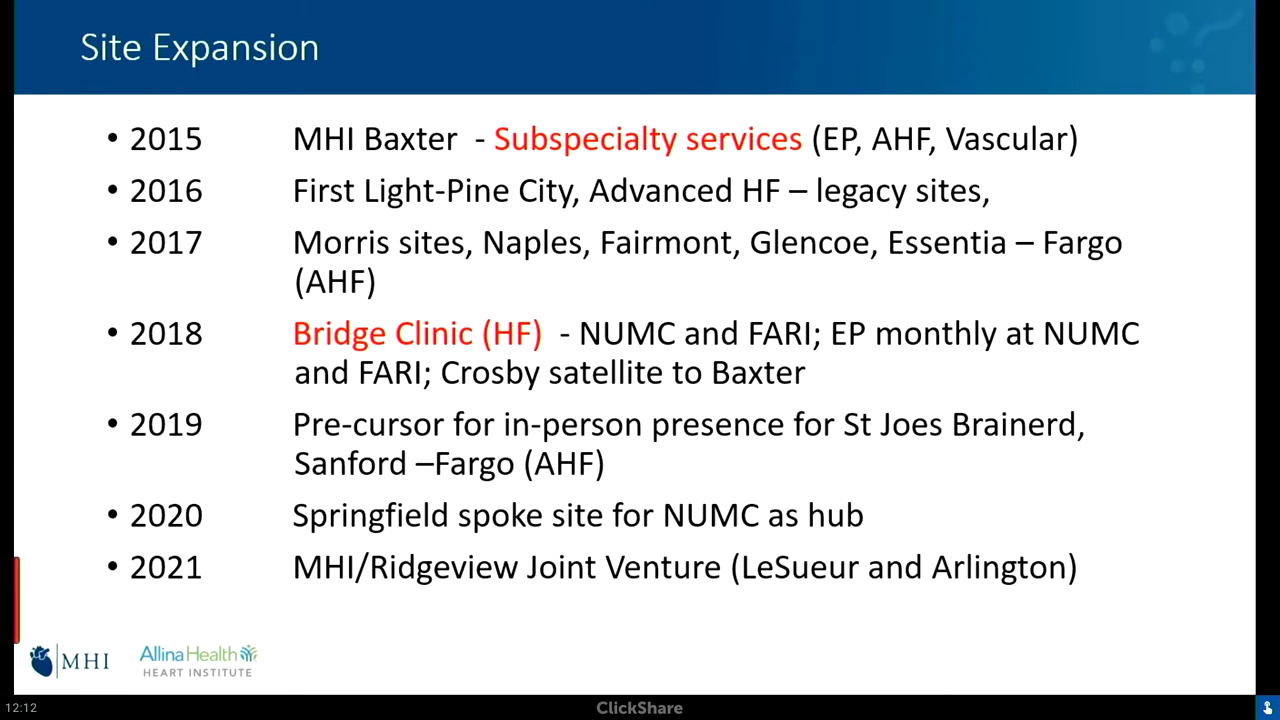 Site Expansion
• 2015 MHI Baxter - Subspecialty services (EP, AHF, Vascular)
• 2016 First Light-Pine City, Advanced HF – legacy sites,
• 2017 Morris sites, Naples, Fairmont, Glencoe, Essentia – Fargo
(AHF)
• 2018 Bridge Clinic (HF) - NUMC and FARI; EP monthly at NUMC
and FARI; Crosby satellite to Baxter
• 2019 Pre-cursor for in-person presence for St Joes Brainerd,
Sanford –Fargo (AHF)
• 2020 Springfield spoke site for NUMC as hub
• 2021 MHI/Ridgeview Joint Venture (LeSueur and Arlington)
MHI
AllinaHealth
HEART INSTITUTE
12:12
ClickShare